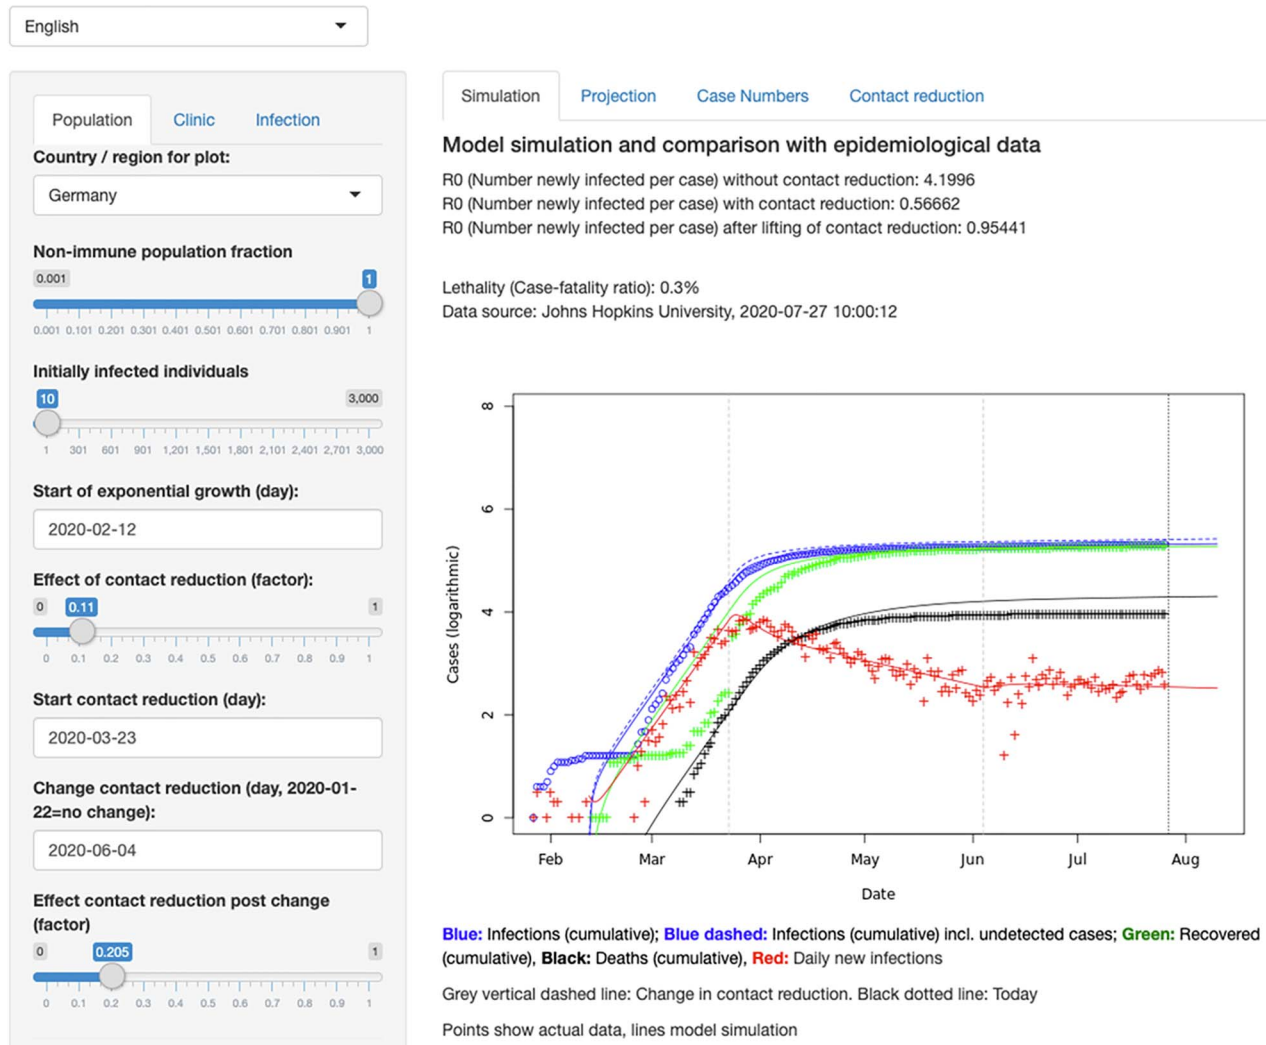 English
Population Clinic Infection
Country / region for plot:
Germany
Non-immune population fraction
0.001 1
0.001 0.101 0.201 0.301 0.401 0.501 0.601 0.701 0.801 0.901 1
Initially infected individuals
10 3,000
1 301 601 901 1,201 1,501 1,801 2,101 2,401 2,701 3,000
Start of exponential growth (day):
2020-02-12
Effect of contact reduction (factor):
0 0.11 1
0 0.1 0.2 0.3 0.4 0.5 0.6 0.7 0.8 0.9 1
Start contact reduction (day):
2020-03-23
Change contact reduction (day, 2020-01-
22=no change):
2020-06-04
Effect contact reduction post change
(factor)
0 0.205 1
0 0.1 0.2 0.3 0.4 0.5 0.6 0.7 0.8 0.9 1
Simulation Projection Case Numbers Contact reduction
Model simulation and comparison with epidemiological data
R0 (Number newly infected per case) without contact reduction: 4.1996
R0 (Number newly infected per case) with contact reduction: 0.56662
R0 (Number newly infected per case) after lifting of contact reduction: 0.95441
Lethality (Case-fatality ratio): 0.3%
Data source: Johns Hopkins University, 2020-07-27 10:00:12
Cases (logarithmic)
8
6
4
2
0
Feb Mar Apr May Jun Jul Aug
Date
Blue: Infections (cumulative); Blue dashed: Infections (cumulative) incl. undetected cases; Green: Recovered
(cumulative), Black: Deaths (cumulative), Red: Daily new infections
Grey vertical dashed line: Change in contact reduction. Black dotted line: Today
Points show actual data, lines model simulation